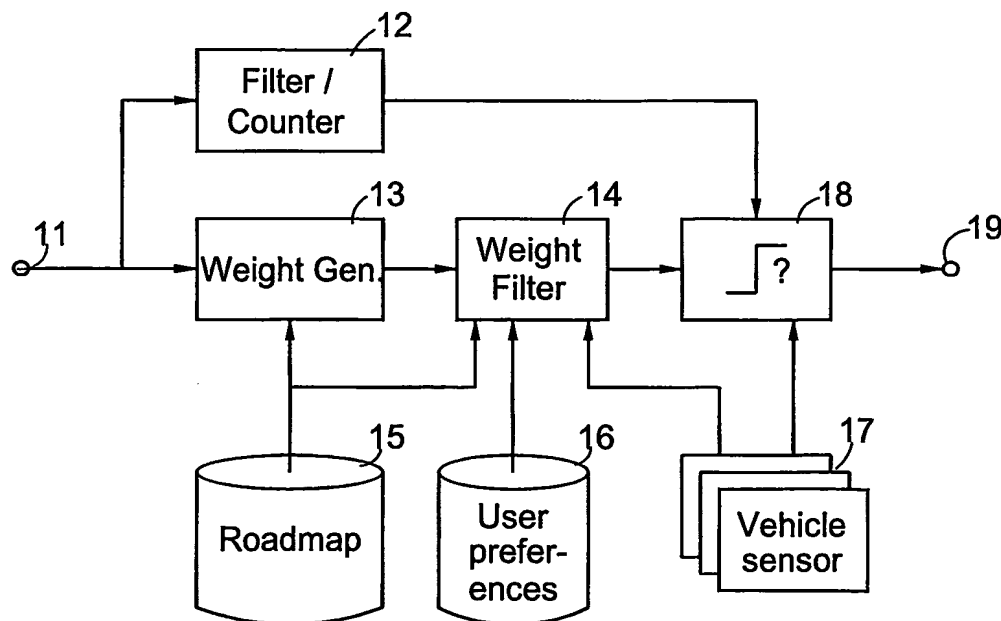 12
Filter /
Counter
11
13
Weight Gen.
14
Weight
Filter
18
?
19
15
Roadmap
16
User
prefer-
ences
17
Vehicle
sensor